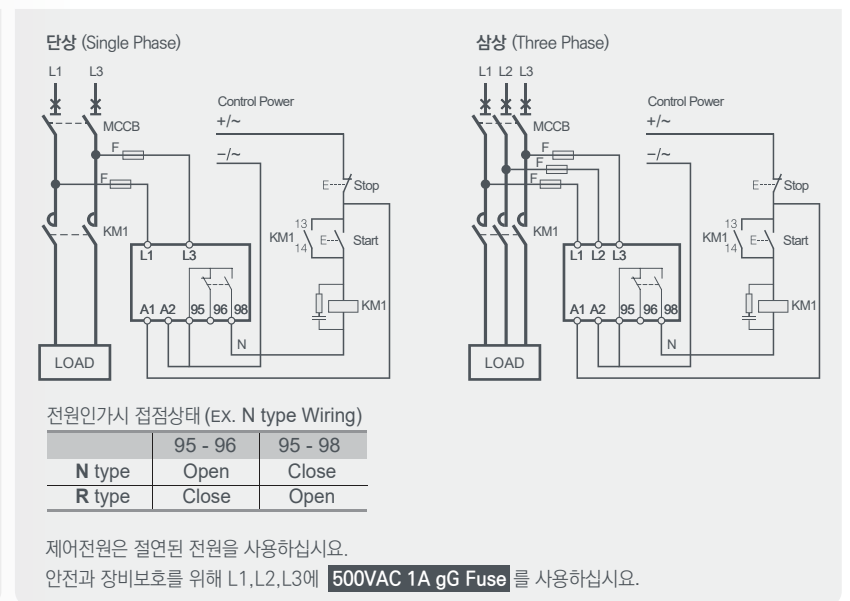 단상 (Single Phase)
L1 L3
Control Power
+/~
MCCB
-/~
F
F
E Stop
KM1
13
14
KM1 E Start
L1 L3
A1 A2 95 96 98
KM1
N
LOAD
삼상 (Three Phase)
L1 L2 L3
Control Power
+/~
MCCB
-/~
F
F
F
E Stop
KM1
13
14
KM1 E Start
L1 L2 L3
A1 A2 95 96 98
KM1
N
LOAD
전원인가시 접점상태 (EX. N type Wiring)
95 - 96 95 - 98
N type Open Close
R type Close Open
제어전원은 절연된 전원을 사용하십시요.
안전과 장비보호를 위해 L1,L2,L3에 500VAC 1A gG Fuse 를 사용하십시요.